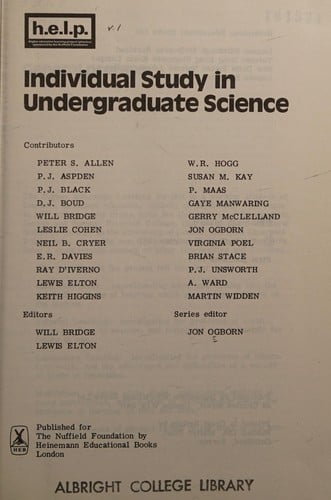 h.e.l.p.
v.1
Individual Study in
Undergraduate Science
Contributors
PETER S. ALLEN
P.J. ASPDEN
P.J. BLACK
D.J. BOUD
WILL BRIDGE
LESLIE COHEN
NEIL B. CRYER
E.R. DAVIES
RAY D'IVERNO
LEWIS ELTON
KEITH HIGGINS
W.R. HOGG
SUSAN M. KAY
P. MAAS
GAYE MANWARING
GERRY McCLELLAND
JON OGBORN
VIRGINIA POEL
BRIAN STACE
P.J. UNSWORTH
A. WARD
MARTIN WIDDEN
Editors
WILL BRIDGE
LEWIS ELTON
Series editor
JON OGBORN
HEB
Published for
The Nuffield Foundation by
Heinemann Educational Books
London
ALBRIGHT COLLEGE LIBRARY